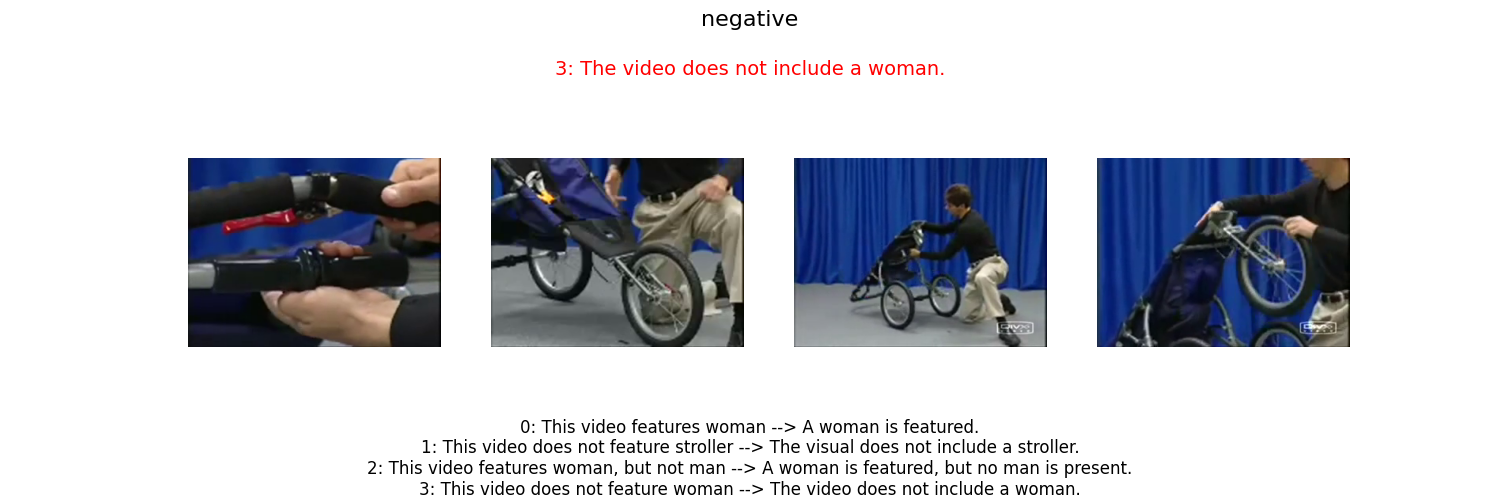 negative
3: The video does not include a woman.
0: This video features woman --> A woman is featured.
1: This video does not feature stroller --> The visual does not include a stroller.
2: This video features woman, but not man --> A woman is featured, but no man is present.
3: This video does not feature woman --> The video does not include a woman.